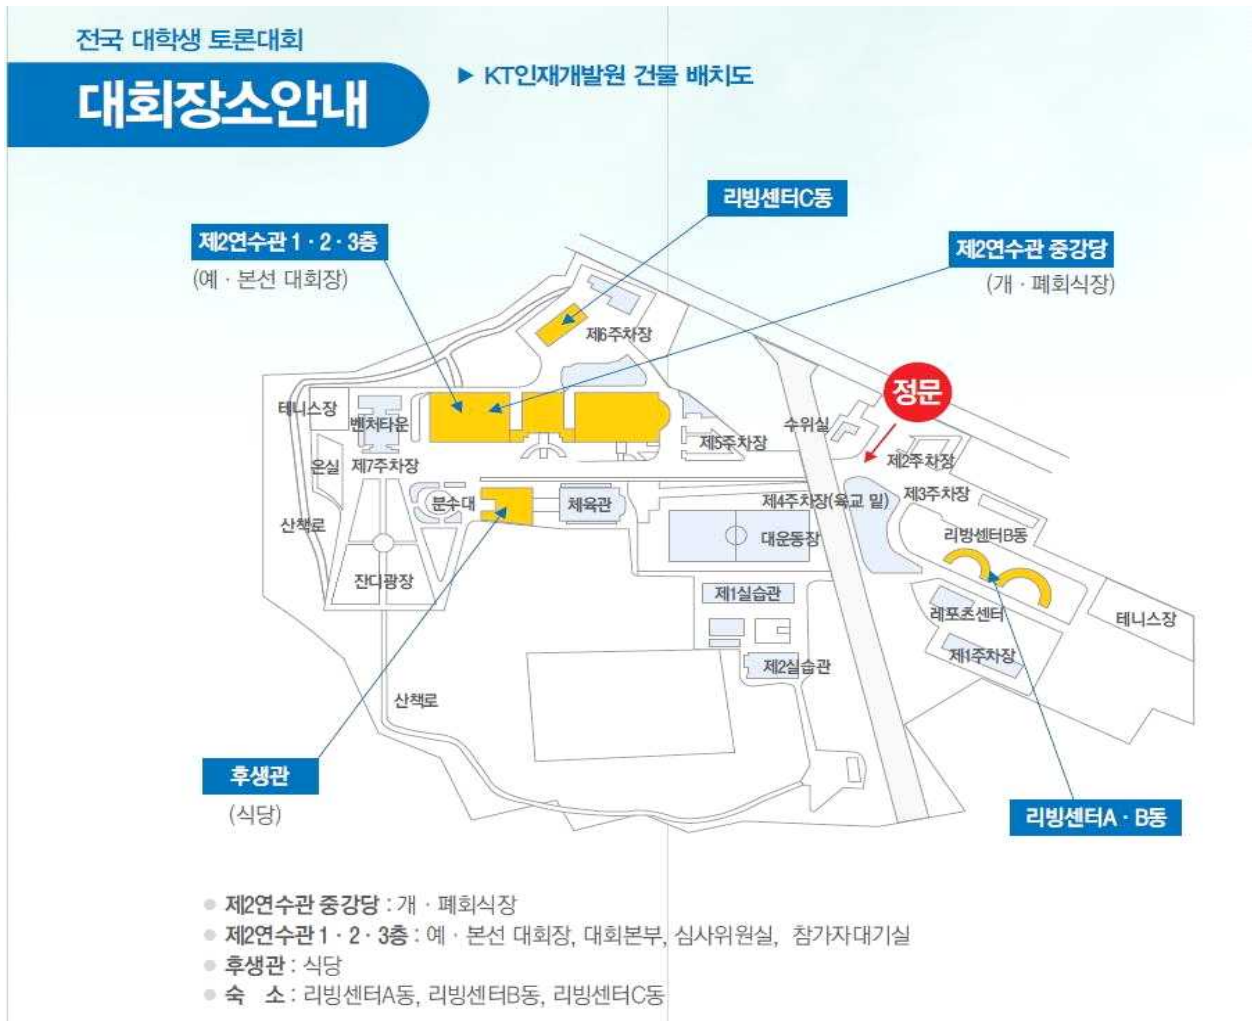 전국 대학생 토론대회
대회장소안내
▶ KT인재개발원 건물 배치도
리빙센터C동
제2연수관 1 · 2 · 3층
(예 · 본선 대회장)
제2연수관 중강당
(개 · 폐회식장)
제6주차장
정문
테니스장
벤처타운
수위실
제5주차장
제2주차장
온실
제7주차장
제3주차장
분수대
체육관
제4주차장(육교 밑)
산책로
대운동장
리빙센터B동
잔디광장
제1실습관
레포츠센터
테니스장
제1주차장
제2실습관
산책로
후생관
(식당)
리빙센터A · B동
제2연수관 중강당 : 개 · 폐회식장
제2연수관 1 · 2 · 3층 : 예 · 본선 대회장, 대회본부, 심사위원실, 참가자대기실
후생관 : 식당
숙 소 : 리빙센터A동, 리빙센터B동, 리빙센터C동